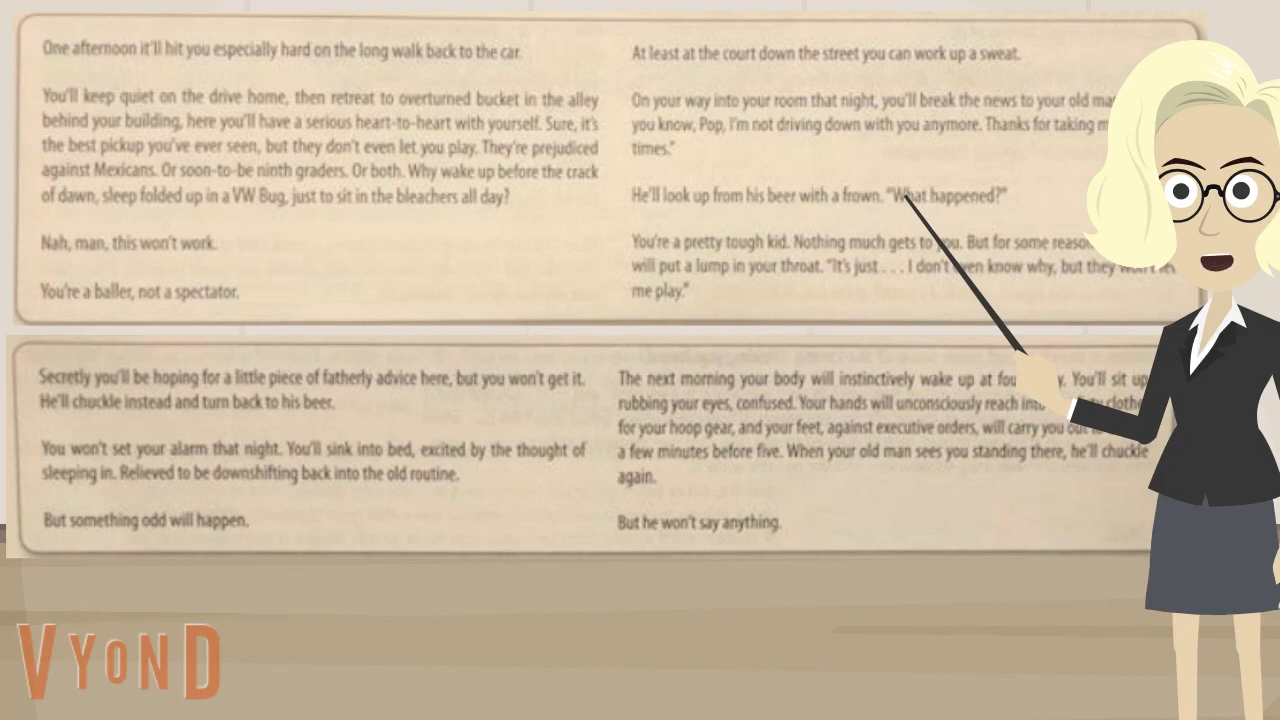 One afternoon it'll hit you especially hard on the long walk back to the car.
You'll keep quiet on the drive home, then retreat to overturned bucket in the alley
behind your building, here you'll have a serious heart-to-heart with yourself. Sure, it's
the best pickup you've ever seen, but they don't even let you play. They're prejudiced
against Mexicans. Or soon-to-be ninth graders. Or both. Why wake up before the crack
of dawn, sleep folded up in a VW Bug, just to sit in the bleachers all day?
Nah, man, this won't work.
You're a baller, not a spectator.
At least at the court down the street you can work up a sweat.
On your way into your room that night, you'll break the news to your old
you know, Pop, I'm not driving down with you anymore. Thanks for taking
times."
He'll look up from his beer with a frown. "What happened?"
You're a pretty tough kid. Nothing much gets to you. But for some
will put a lump in your throat. "It's just . . . I don't even know why, but they
me play."
Secretly you'll be hoping for a little piece of fatherly advice here, but you won't get it.
He'll chuckle instead and turn back to his beer.
You won't set your alarm that night. You'll sink into bed, excited by the thought of
sleeping in. Relieved to be downshifting back into the old routine.
But something odd will happen.
The next morning your body will instinctively wake up at You'll sit up
rubbing your eyes, confused. Your hands will unconsciously reach
for your hoop gear, and your feet, against executive orders, will carry you
a few minutes before five. When your old man sees you standing there, he'll chuckle
again.
But he won't say anything.
VYOND